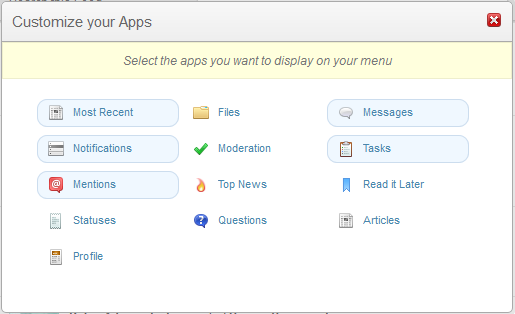 Customize your Apps
Select the apps you want to display on your menu
Most Recent
Files
Messages
Notifications
Moderation
Tasks
Mentions
Top News
Read it Later
Statuses
Questions
Articles
Profile